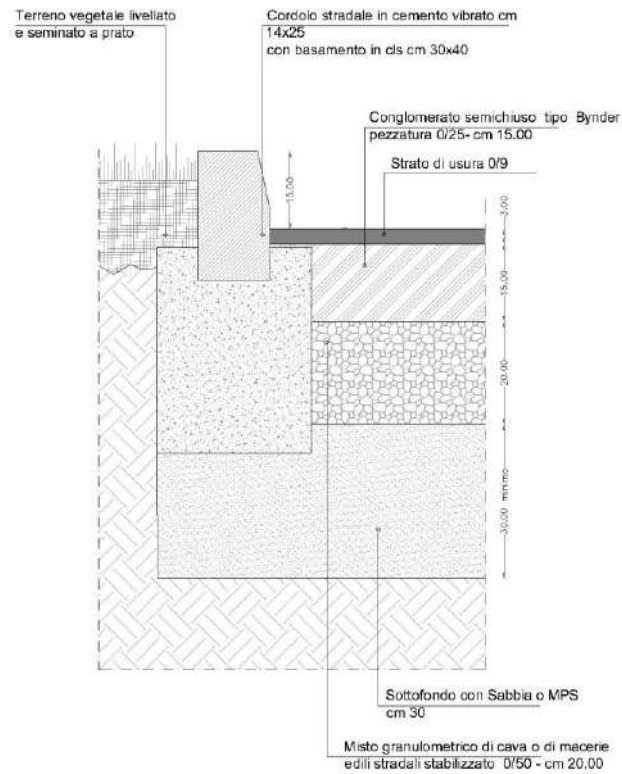 Terreno vegetale livellato
e seminato a prato
Cordolo stradale in cemento vibrato cm
14x25
con basamento in cls cm 30x40
Conglomerato semichiuso tipo Bynder
pezzatura 0/25- cm 15.00
Strato di usura 0/9
15.00
3.00
15.00
20.00
30.00 minimo
Sottofondo con Sabbia o MPS
cm 30
Misto granulometrico di cava o di macerie
edili stradali stabilizzato 0/50 - cm 20.00